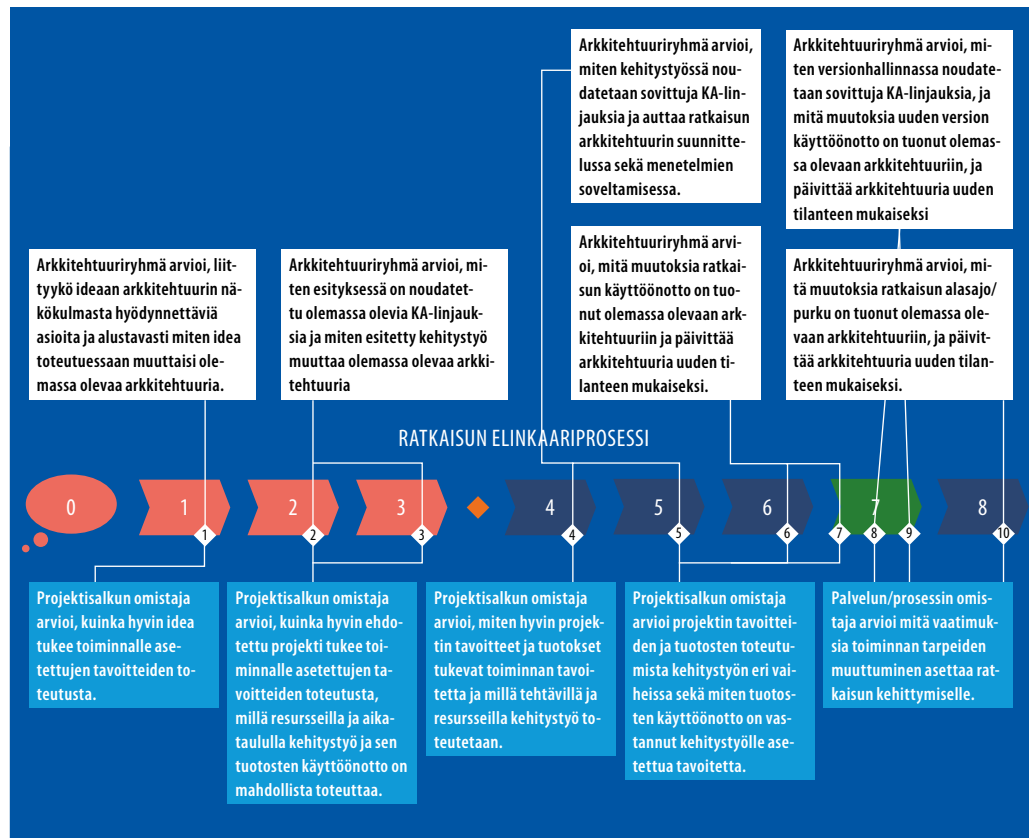 Arkkitehtuuriryhmä arvioi,
miten kehitystyössä nou-
datetaan sovittuja KA-lin-
jauksia ja auttaa ratkaisun
arkkitehtuurin suunnitte-
lussa sekä menetelmien
soveltamisessa.
Arkkitehtuuriryhmä arvioi, mi-
ten versionhallinnassa noudate-
taan sovittuja KA-linjauksia, ja
mitä muutoksia uuden version
käyttöönotto on tuonut olemas-
sa olevaan arkkitehtuuriin, ja
päivittää arkkitehtuuria uuden
tilanteen mukaiseksi
Arkkitehtuuriryhmä arvioi, liit-
tyykö ideaan arkkitehtuurin nä-
kökulmasta hyödynnettäviä
asioita ja alustavasti miten idea
toteutuessaan muuttaisi ole-
massa olevaa arkkitehtuuria.
Arkkitehtuuriryhmä arvioi, mi-
ten esityksessä on noudatet-
tu olemassa olevia KA-linjauk-
sia ja miten esitetty kehitystyö
muuttaa olemassa olevaa arkki-
tehtuuria
Arkkitehtuuriryhmä arvi-
oi, mitä muutoksia ratkai-
sun käyttöönotto on tuo-
nut olemassa olevaan ark-
kitehtuuriin ja päivittää
arkkitehtuuria uuden ti-
lanteen mukaiseksi.
Arkkitehtuuriryhmä arvioi, mi-
tä muutoksia ratkaisun alasajo/
purku on tuonut olemassa ole-
vaan arkkitehtuuriin, ja päivit-
tää arkkitehtuuria uuden tilan-
teen mukaiseksi.
RATKAISUN ELINKAARIPROSESSI
0 1 2 3 4 5 6 7 8
1 2 3 4 5 6 7 8 9 10
Projektisalkun omistaja
arvioi, kuinka hyvin idea
tukee toiminnalle ase-
tettujen tavoitteiden to-
teutusta.
Projektisalkun omistaja
arvioi, kuinka hyvin ehdo-
tettu projekti tukee toi-
minnalle asetettujen ta-
voitteiden toteutusta,
millä resursseilla ja aika-
taululla kehitystyö ja sen
tuotosten käyttöönotto on
mahdollista toteuttaa.
Projektisalkun omistaja
arvioi, miten hyvin projek-
tin tavoitteet ja tuotokset
tukevat toiminnan tavoi-
tetta ja millä tehtävillä ja
resursseilla kehitystyö to-
teutetaan.
Projektisalkun omistaja
arvioi projektin tavoittei-
den ja tuotosten toteutu-
mista kehitystyön eri vai-
heissa sekä miten tuotos-
ten käyttöönotto on vas-
tannut kehitystyölle ase-
tettua tavoitetta.
Palvelun/prosessin omis-
taja arvioi mitä vaatimuk-
sia toiminnan tarpeiden
muuttuminen asettaa rat-
kaisun kehittymiselle.